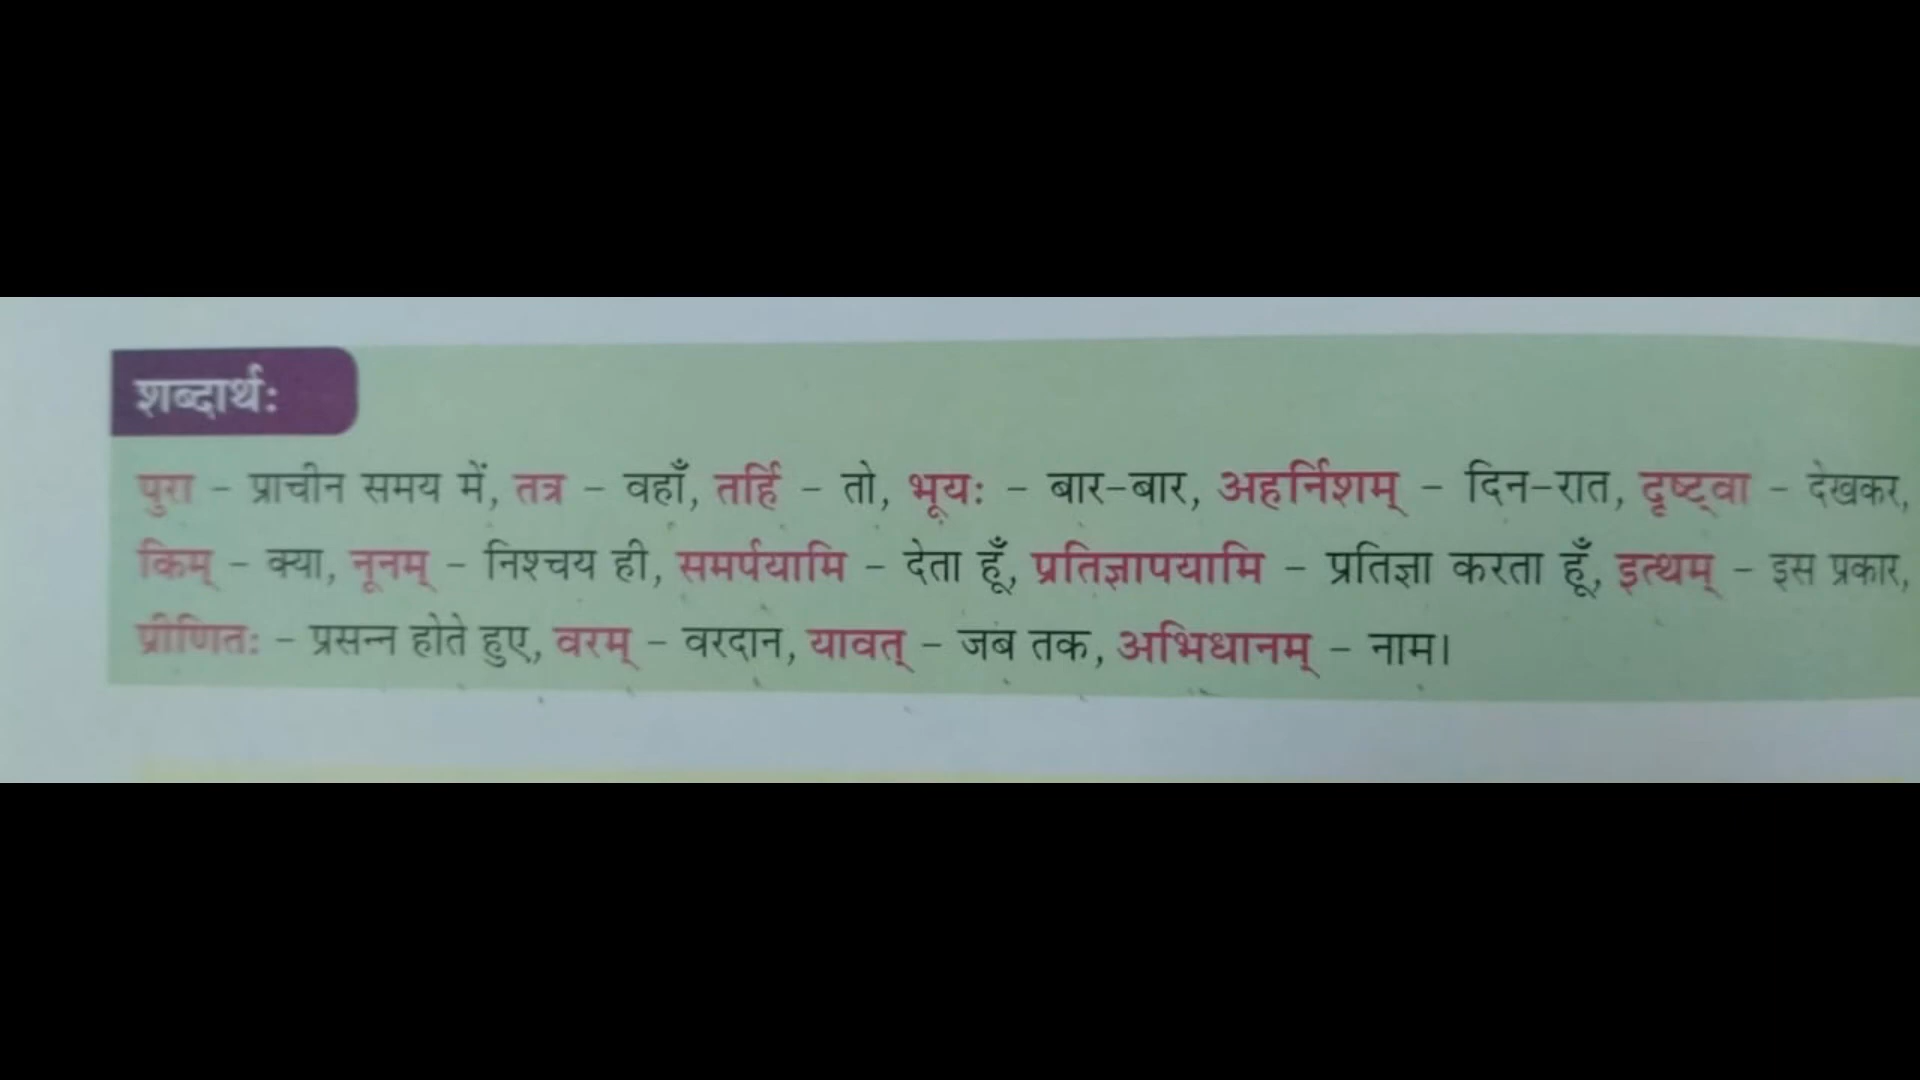 शब्दार्थः
पुरा – प्राचीन समय में, तत्र – वहाँ, तर्हि – तो, भूयः – बार-बार, अहर्निशम् – दिन-रात, दृष्ट्वा – देखकर,
किम् – क्या, नूनम् – निश्चय ही, समर्पयामि – देता हूँ, प्रतिज्ञापयामि – प्रतिज्ञा करता हूँ, इत्थम् – इस प्रकार,
प्रीणितः – प्रसन्न होते हुए, वरम् – वरदान, यावत् – जब तक, अभिधानम् – नाम।